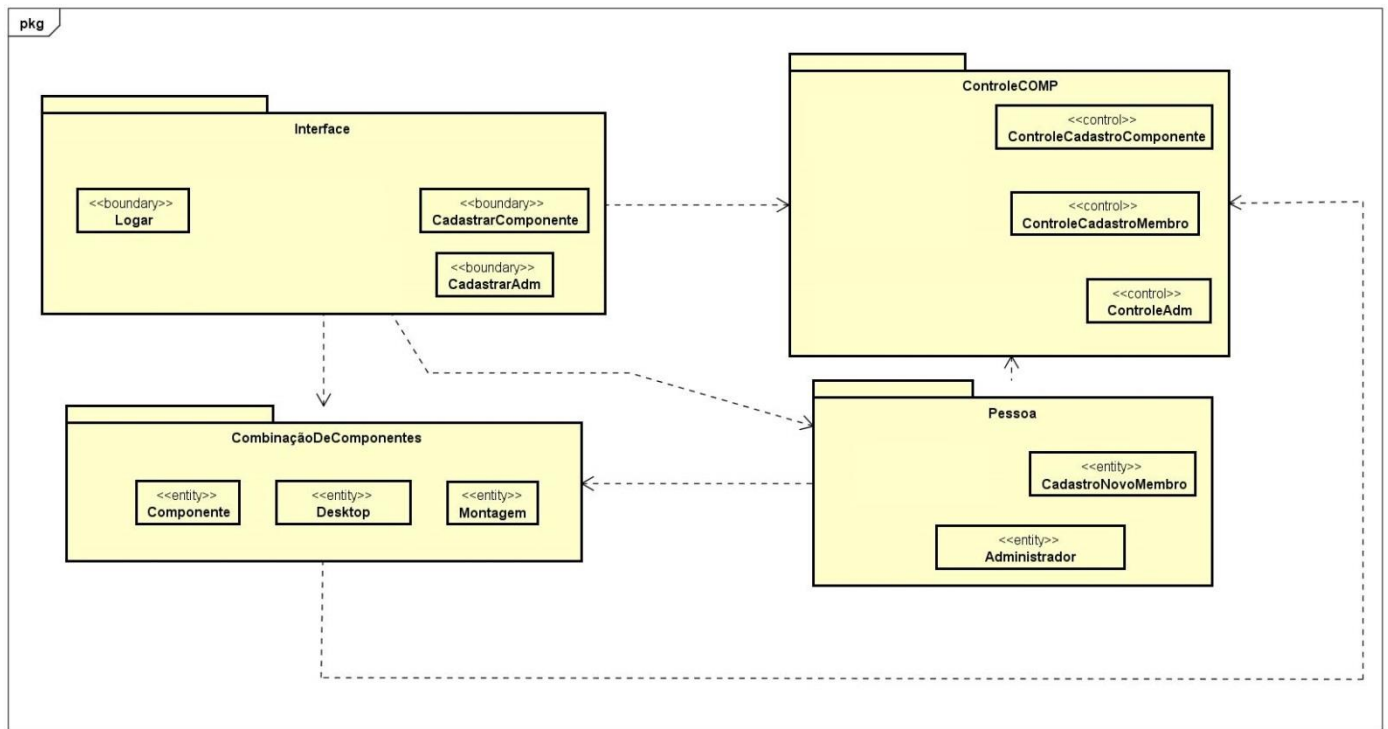 pkg
Interface
<<boundary>>
Logar
<<boundary>>
CadastrarComponente
<<boundary>>
CadastrarAdm
ControleCOMP
<<control>>
ControleCadastroComponente
<<control>>
ControleCadastroMembro
<<control>>
ControleAdm
CombinaçãoDeComponentes
<<entity>>
Componente
<<entity>>
Desktop
<<entity>>
Montagem
Pessoa
<<entity>>
CadastroNovoMembro
<<entity>>
Administrador